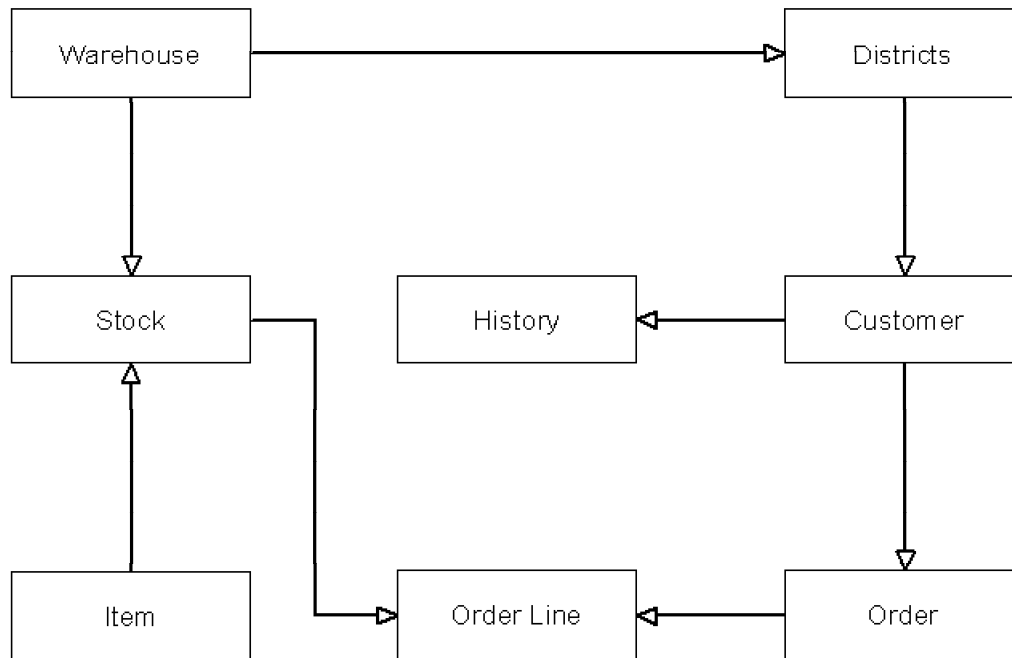 Warehouse
Districts
Stock
History
Customer
Item
Order Line
Order